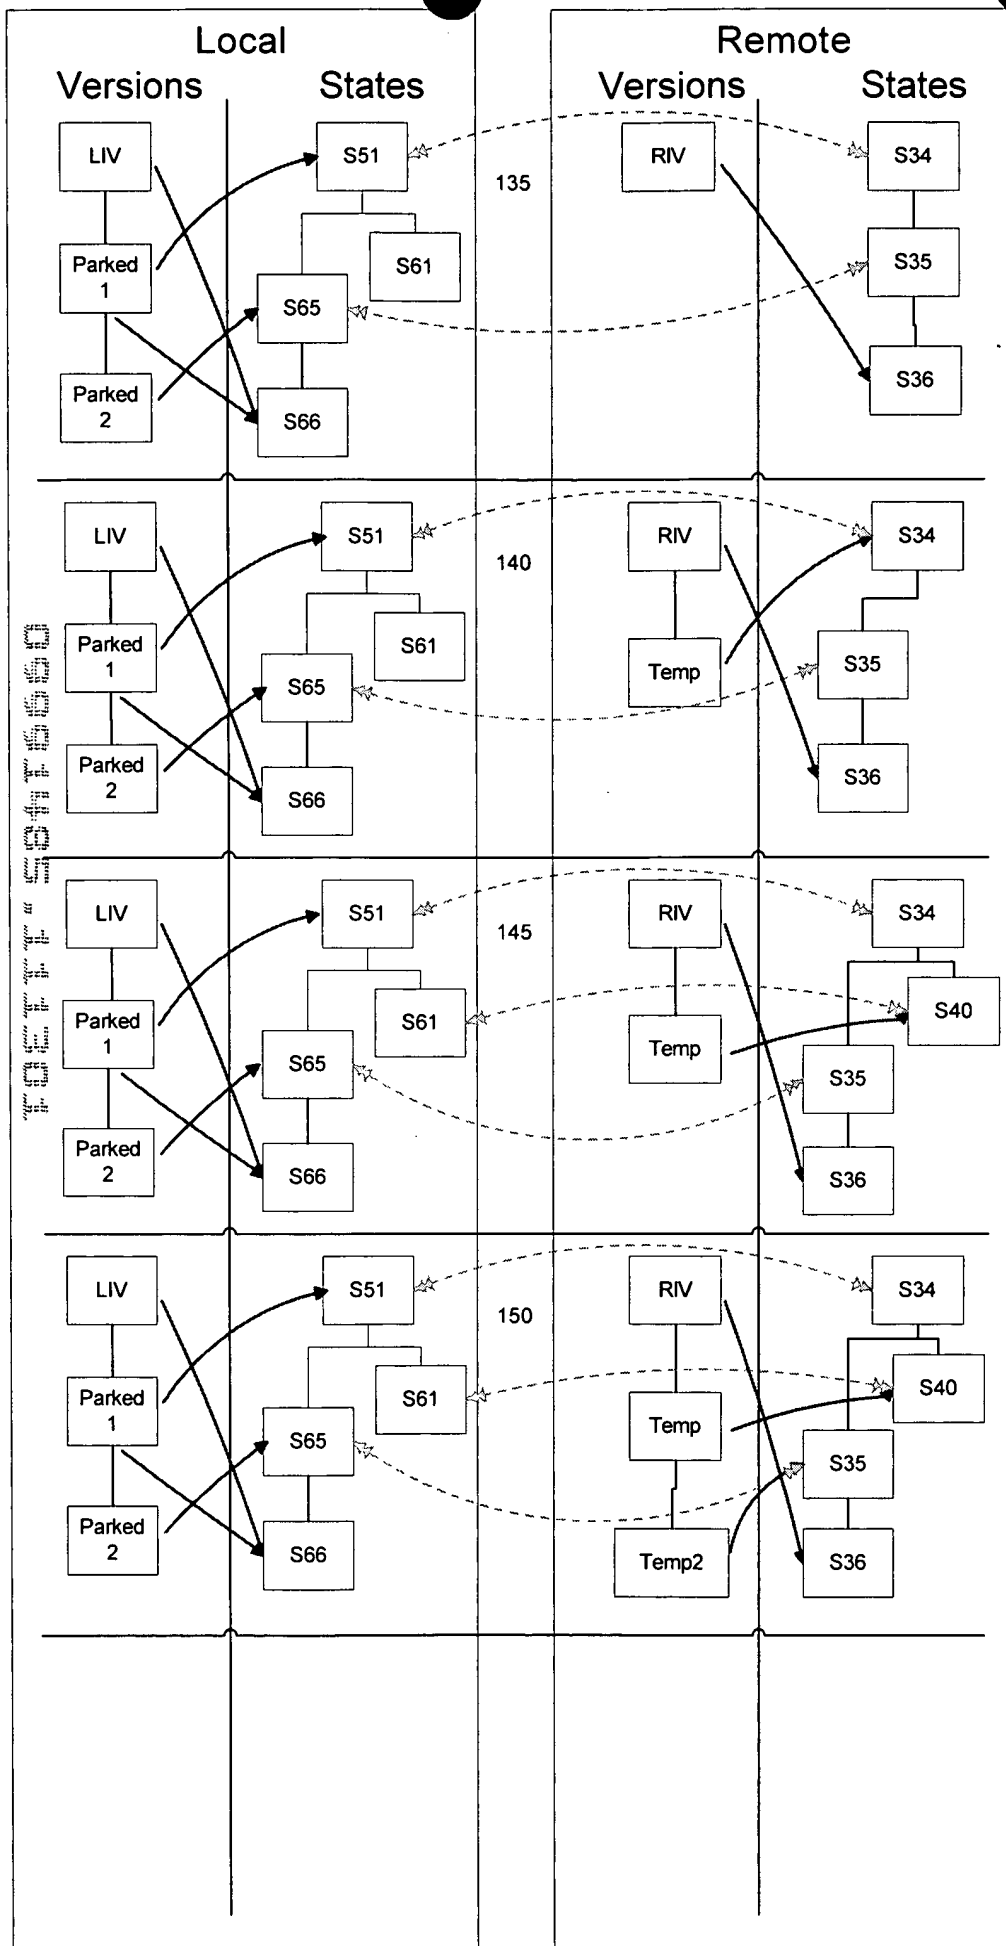 Local
Remote
Versions
States
Versions
States
LIV
S51
135
RIV
S34
Parked
1
S61
S35
S65
Parked
2
S66
S36
LIV
S51
140
RIV
S34
Parked
1
S61
S65
Temp
S35
Parked
2
S66
S36
LIV
S51
145
RIV
S34
Parked
1
S61
S40
S65
Temp
S35
Parked
2
S66
S36
LIV
S51
150
RIV
S34
Parked
1
S61
S40
S65
Temp
S35
Parked
2
S66
Temp2
S36